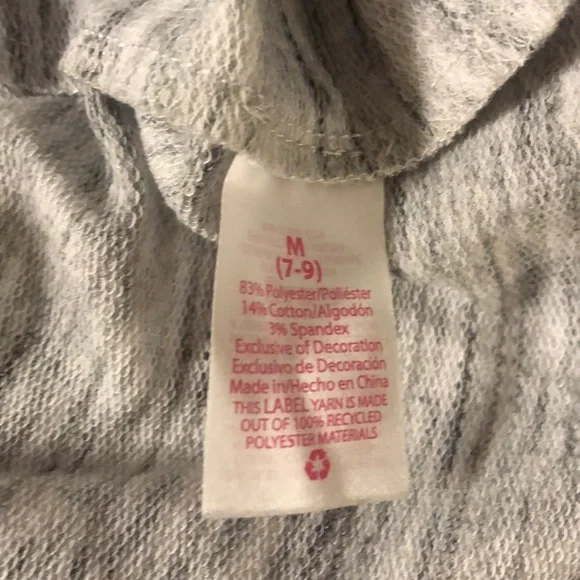 M
(7-9)
83% Polyester/Poliéster
14% Cotton/Algodón
3% Spandex
Exclusive of Decoration
Exclusivo de Decoración
Made in/Hecho en China
THIS LABEL YARN IS MADE
OUT OF 100% RECYCLED
POLYESTER MATERIALS